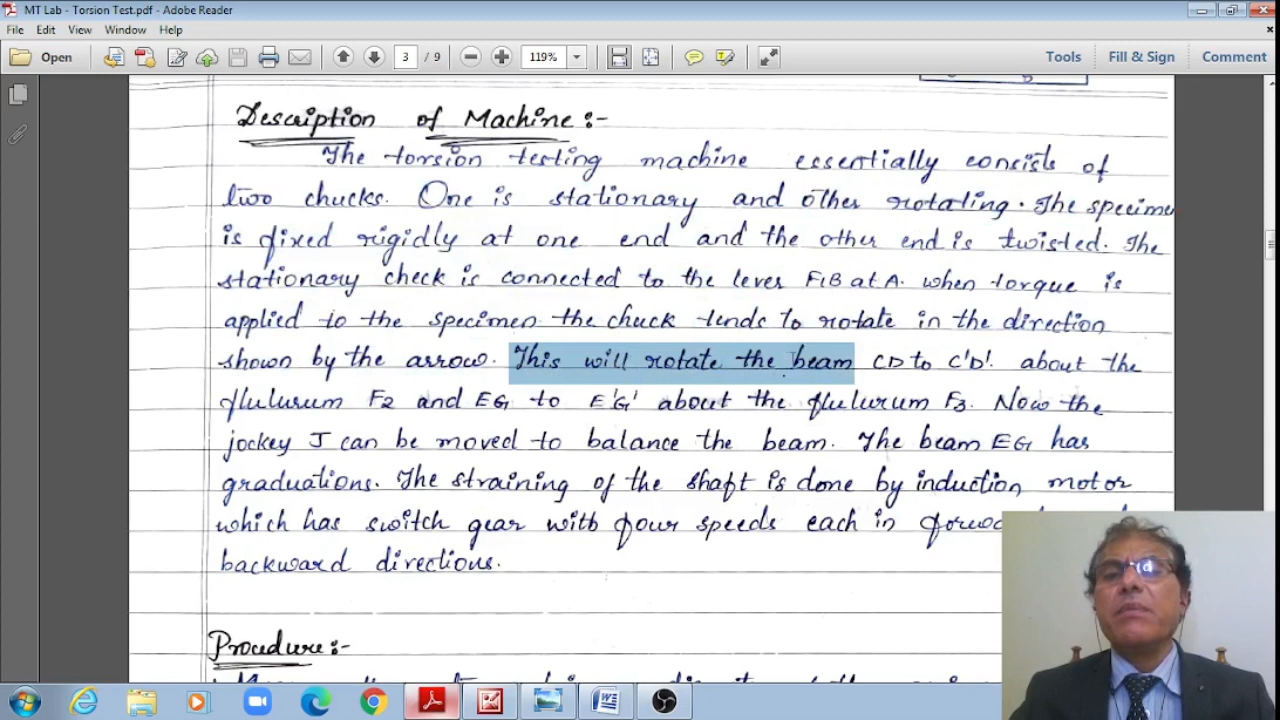 MT Lab - Torsion Test.pdf - Adobe Reader
File Edit View Window Help
Open 3 / 9 119% Tools Fill & Sign Comment
Description of Machine :-
The torsion testing machine essentially consists of
two chucks. One is stationary and other rotating. The specime
is fixed rigidly at one end and the other end is twisted. The
stationary check is connected to the lever F1B at A. when torque is
applied to the specimen the chuck tends to rotate in the direction
shown by the arrow. This will rotate the beam CD to C'D'. about the
flulurum F2 and EG to E'G' about the flulurum F3. Now the
jockey J can be moved to balance the beam. The beam EG has
graduations. The straining of the shaft is done by induction motor
which has switch gear with four speeds each in
backward directions.
Procedure :-